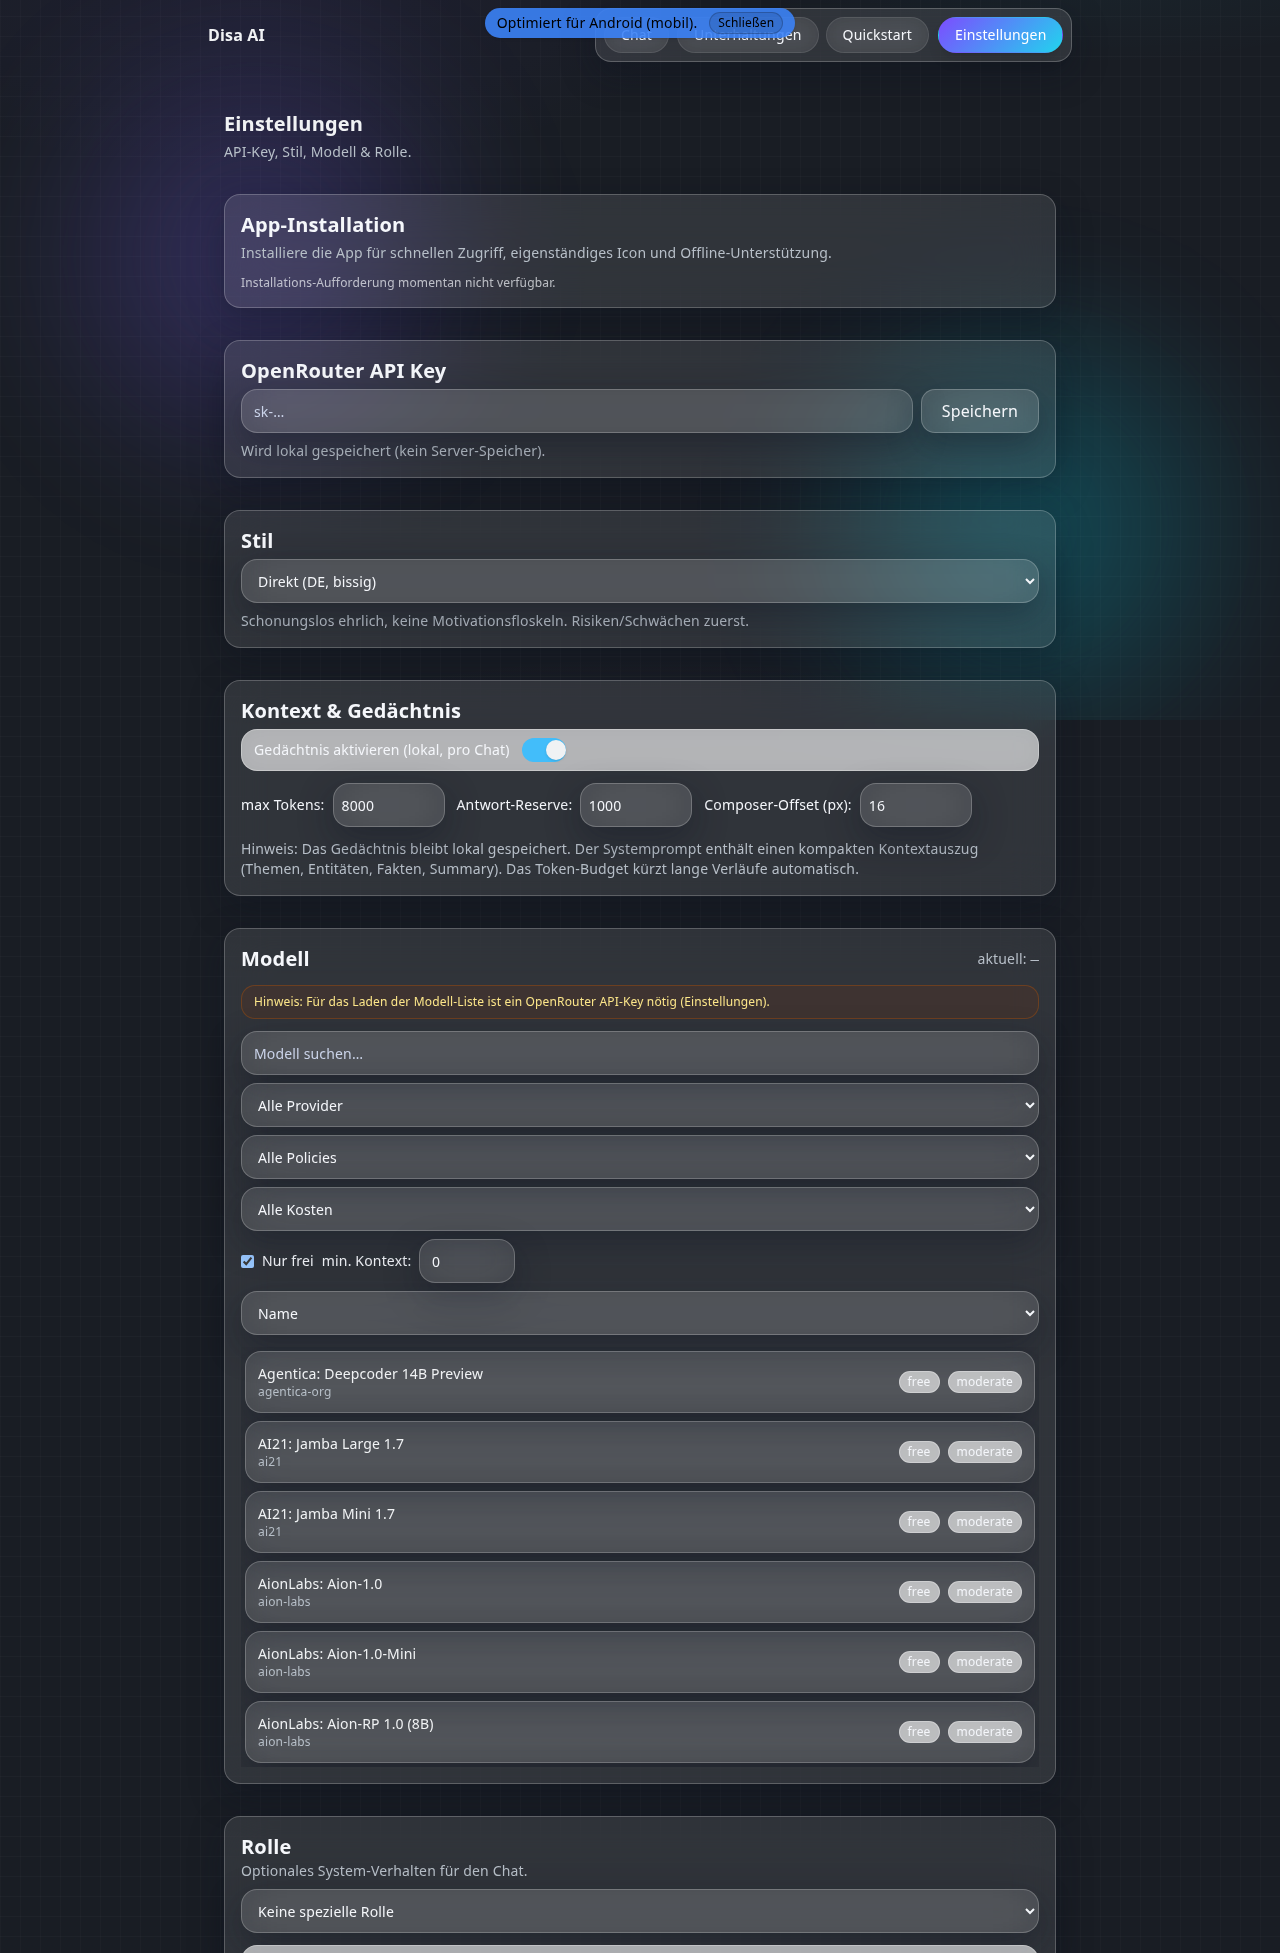 Disa AI
Optimiert für Android (mobil). Schließen
Chat Unterhaltungen Quickstart Einstellungen
Einstellungen
API-Key, Stil, Modell & Rolle.
App-Installation
Installiere die App für schnellen Zugriff, eigenständiges Icon und Offline-Unterstützung.
Installations-Aufforderung momentan nicht verfügbar.
OpenRouter API Key
sk-...
Speichern
Wird lokal gespeichert (kein Server-Speicher).
Stil
Direkt (DE, bissig)
Schonungslos ehrlich, keine Motivationsfloskeln. Risiken/Schwächen zuerst.
Kontext & Gedächtnis
Gedächtnis aktivieren (lokal, pro Chat)
max Tokens: 8000 Antwort-Reserve: 1000 Composer-Offset (px): 16
Hinweis: Das Gedächtnis bleibt lokal gespeichert. Der Systemprompt enthält einen kompakten Kontextauszug
(Themen, Entitäten, Fakten, Summary). Das Token-Budget kürzt lange Verläufe automatisch.
Modell
aktuell: —
Hinweis: Für das Laden der Modell-Liste ist ein OpenRouter API-Key nötig (Einstellungen).
Modell suchen...
Alle Provider
Alle Policies
Alle Kosten
Nur frei min. Kontext: 0
Name
Agentica: Deepcoder 14B Preview
agentica-org
free moderate
AI21: Jamba Large 1.7
ai21
free moderate
AI21: Jamba Mini 1.7
ai21
free moderate
AionLabs: Aion-1.0
aion-labs
free moderate
AionLabs: Aion-1.0-Mini
aion-labs
free moderate
AionLabs: Aion-RP 1.0 (8B)
aion-labs
free moderate
Rolle
Optionales System-Verhalten für den Chat.
Keine spezielle Rolle